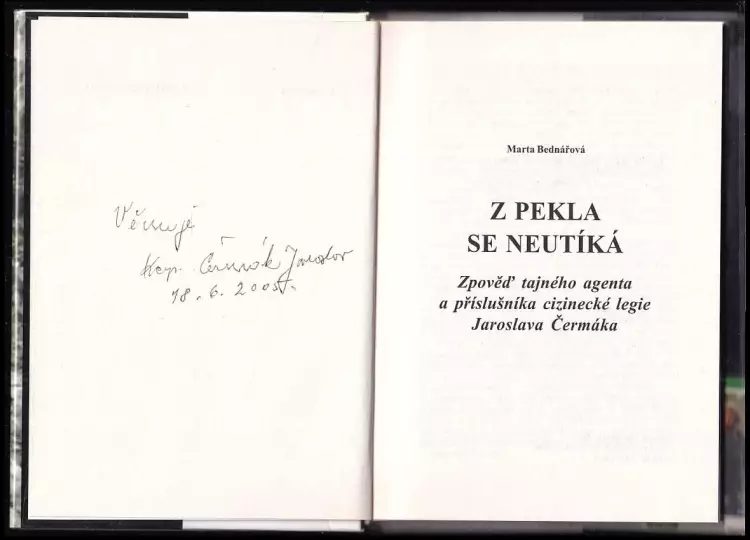 Věnuje
Kap. Čermák Jaroslav
18. 6. 2005.
Marta Bednářová
Z PEKLA
SE NEUTÍKÁ
Zpověď tajného agenta
a příslušníka cizinecké legie
Jaroslava Čermáka